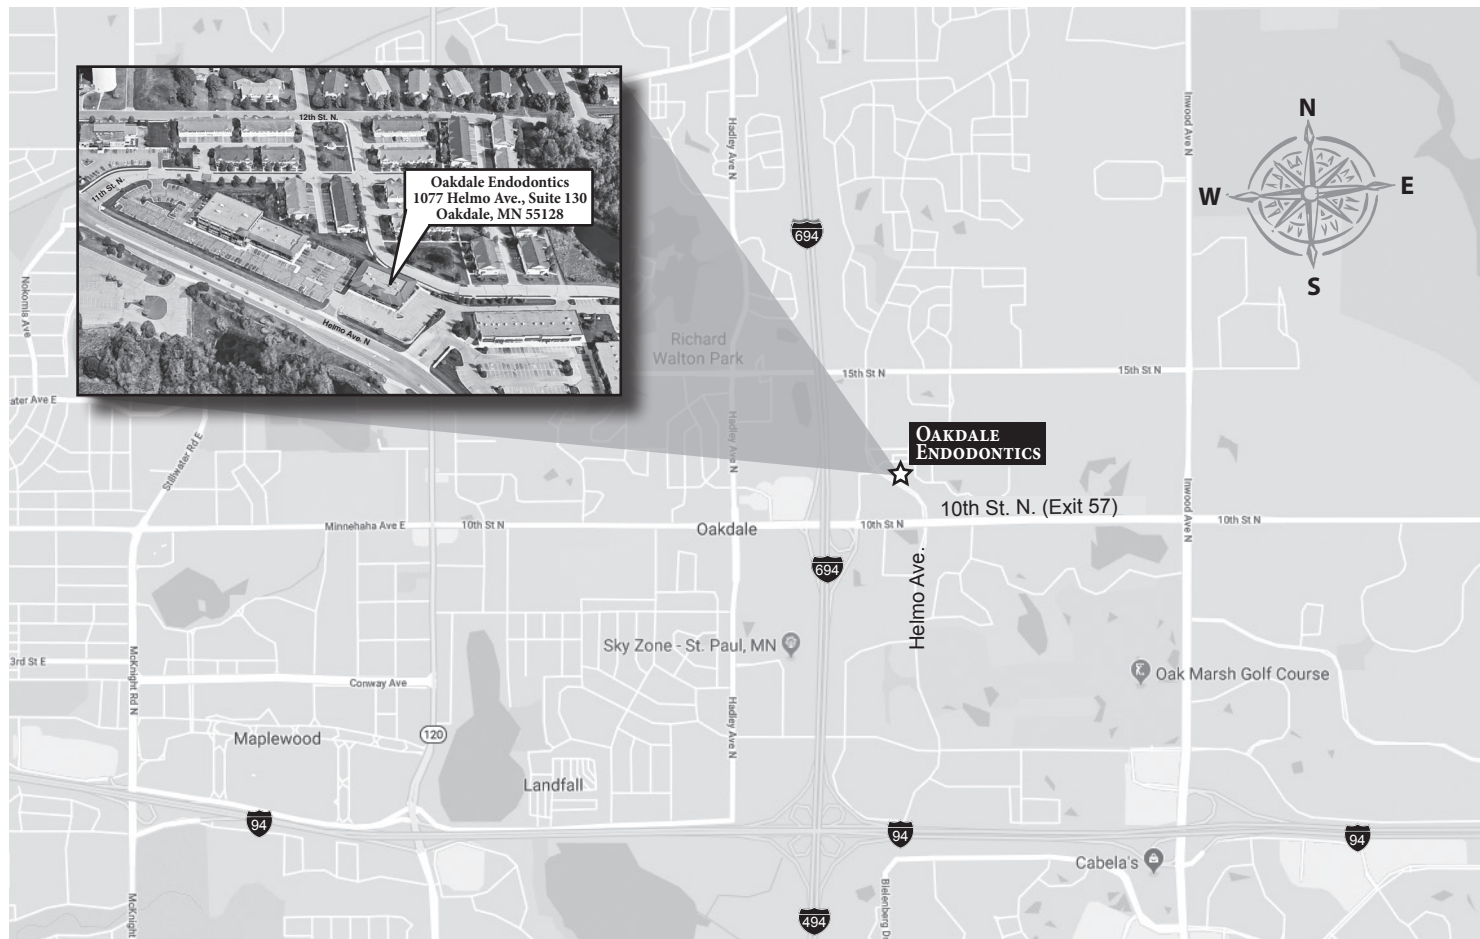 12th St. N.
11th St. N.
Oakdale Endodontics
1077 Helmo Ave., Suite 130
Oakdale, MN 55128
Helmo Ave. N
Hadley Ave N
Inwood Ave N
N
W
E
S
694
Nokomis Ave
Richard
Walton Park
15th St N
15th St N
ater Ave E
Stillwater Rd E
Hadley Ave N
OAKDALE
ENDODONTICS
10th St. N. (Exit 57)
Minnehaha Ave E
10th St N
Oakdale
10th St N
Inwood Ave N
10th St N
694
Helmo Ave.
Sky Zone - St. Paul, MN
3rd St E
McKnight Rd N
Conway Ave
Oak Marsh Golf Course
Hadley Ave N
120
Maplewood
Landfall
94
94
94
Cabela's
McKnight
Bielenberg D
494